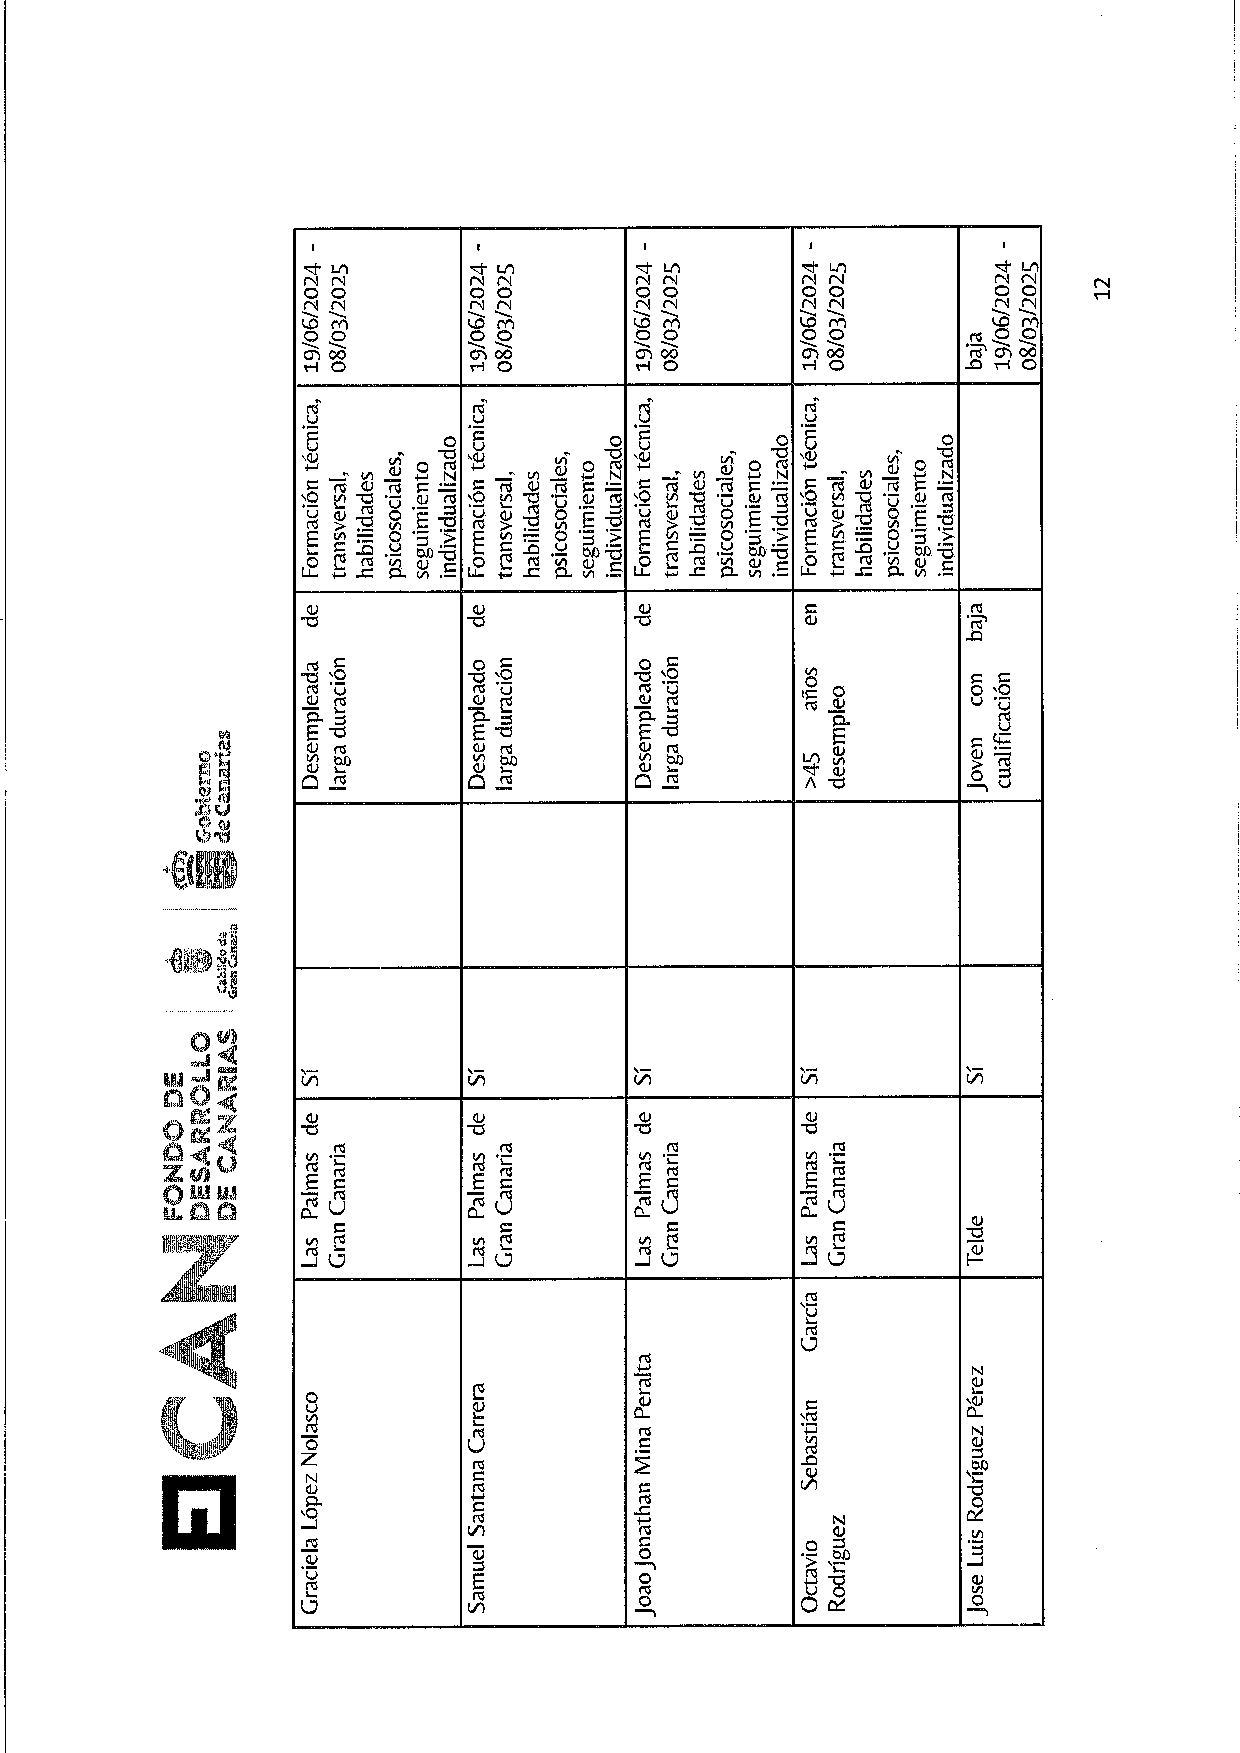 FONDO DE
DESARROLLO
DE CANARIAS
CAN
Cabildo de
Gran Canaria
Gobierno
de Canarias
Graciela López Nolasco
Las Palmas de
Gran Canaria
Sí
Desempleada de
larga duración
Formación técnica,
transversal,
habilidades
psicosociales,
seguimiento
individualizado
19/06/2024 -
08/03/2025
Samuel Santana Carrera
Las Palmas de
Gran Canaria
Sí
Desempleado de
larga duración
Formación técnica,
transversal,
habilidades
psicosociales,
seguimiento
individualizado
19/06/2024 -
08/03/2025
Joao Jonathan Mina Peralta
Las Palmas de
Gran Canaria
Sí
Desempleado de
larga duración
Formación técnica,
transversal,
habilidades
psicosociales,
seguimiento
individualizado
19/06/2024 -
08/03/2025
Octavio Sebastián García
Rodríguez
Las Palmas de
Gran Canaria
Sí
>45 años en
desempleo
Formación técnica,
transversal,
habilidades
psicosociales,
seguimiento
individualizado
19/06/2024 -
08/03/2025
Jose Luis Rodríguez Pérez
Telde
Sí
Joven con baja
cualificación
baja
19/06/2024 -
08/03/2025
12